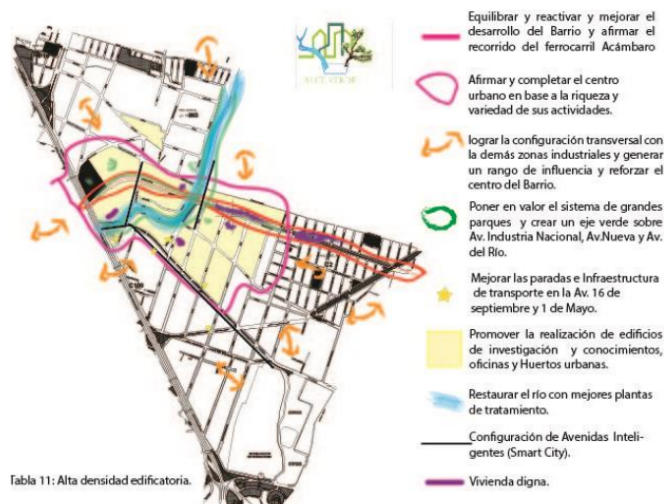 Equilibrar y reactivar y mejorar el
desarrollo del Barrio y afirmar el
recorrido del ferrocarril Acámbaro
Afirmar y completar el centro
urbano en base a la riqueza y
variedad de sus actividades.
lograr la configuración transversal con
la demás zonas industriales y generar
un rango de influencia y reforzar el
centro del Barrio.
Poner en valor el sistema de grandes
parques y crear un eje verde sobre
Av. Industria Nacional, Av.Nueva y Av.
del Río.
Mejorar las paradas e Infraestructura
de transporte en la Av. 16 de
septiembre y 1 de Mayo.
Promover la realización de edificios
de investigación y conocimientos,
oficinas y Huertos urbanas.
Restaurar el río con mejores plantas
de tratamiento.
Configuración de Avenidas Inteli-
gentes (Smart City).
Vivienda digna.
Tabla 11: Alta densidad edificatoria.